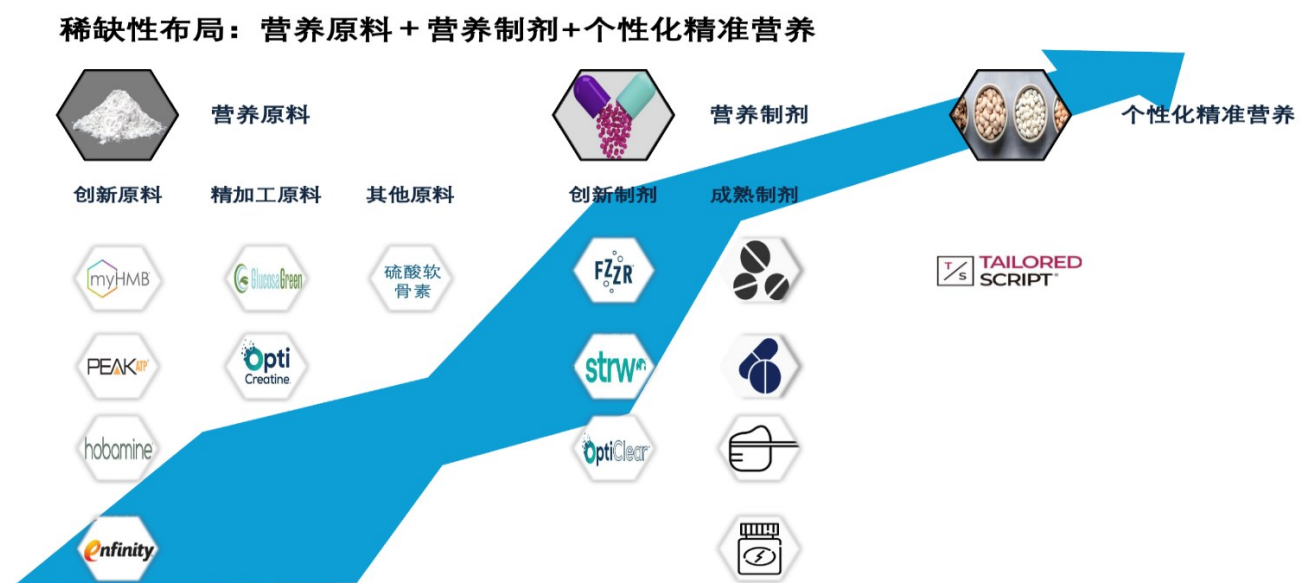 稀缺性布局：营养原料＋营养制剂+个性化精准营养
营养原料
营养制剂
个性化精准营养
创新原料
精加工原料
其他原料
创新制剂
成熟制剂
myHMB
GlucosaGreen
硫酸软
骨素
FZZR
T/S
TAILORED
SCRIPT
PEAK ATP
Opti
Creatine
strw
hobamine
OptiClear
enfinity